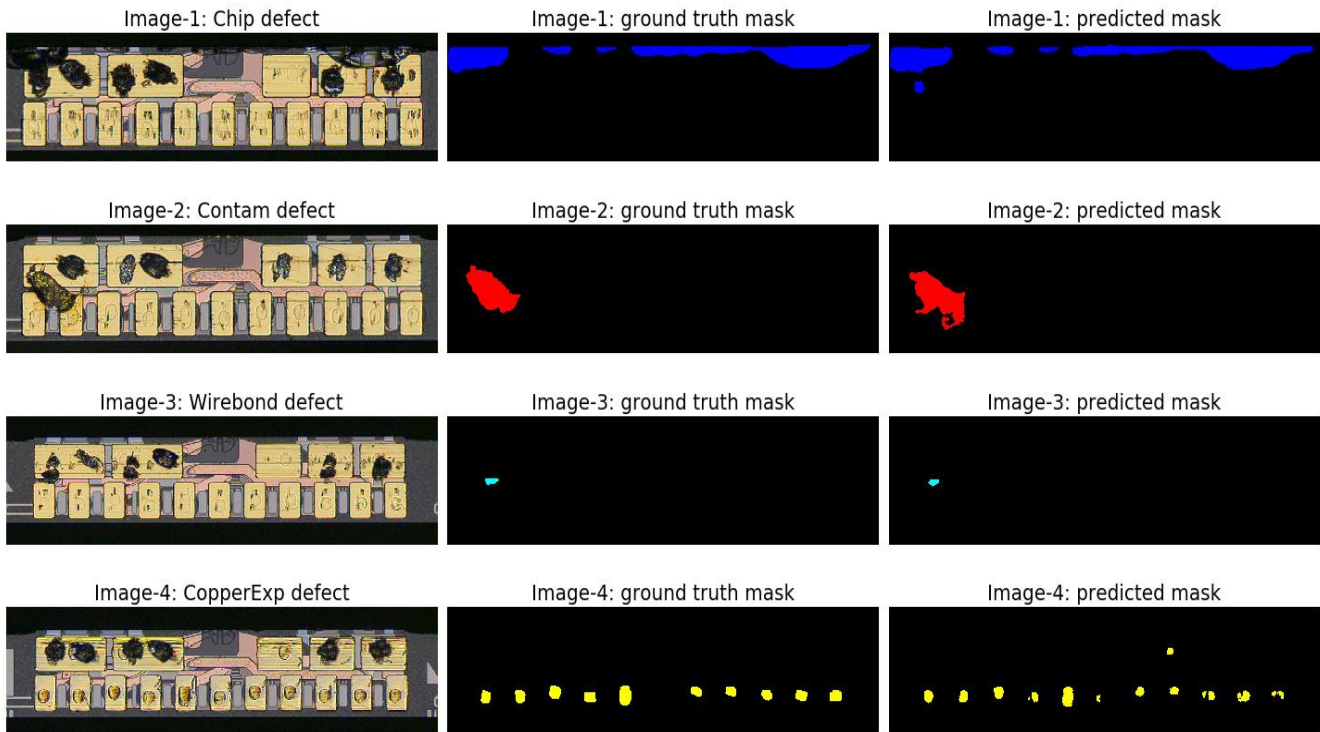 Image-1: Chip defect
Image-1: ground truth mask
Image-1: predicted mask
Image-2: Contam defect
Image-2: ground truth mask
Image-2: predicted mask
Image-3: Wirebond defect
Image-3: ground truth mask
Image-3: predicted mask
Image-4: CopperExp defect
Image-4: ground truth mask
Image-4: predicted mask